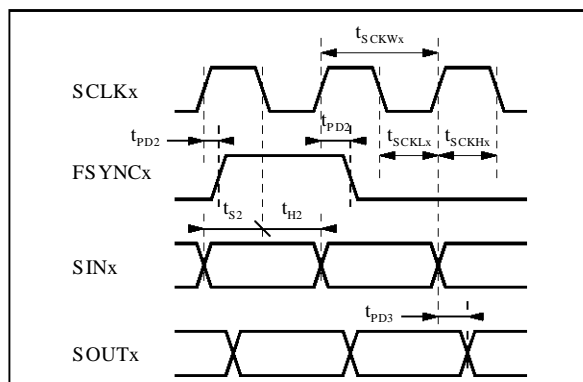 tSCKWx
SCLKx
tPD2 tPD2
tSCKLx tSCKHx
FSYNCx
tS2 tH2
SINx
tPD3
SOUTx